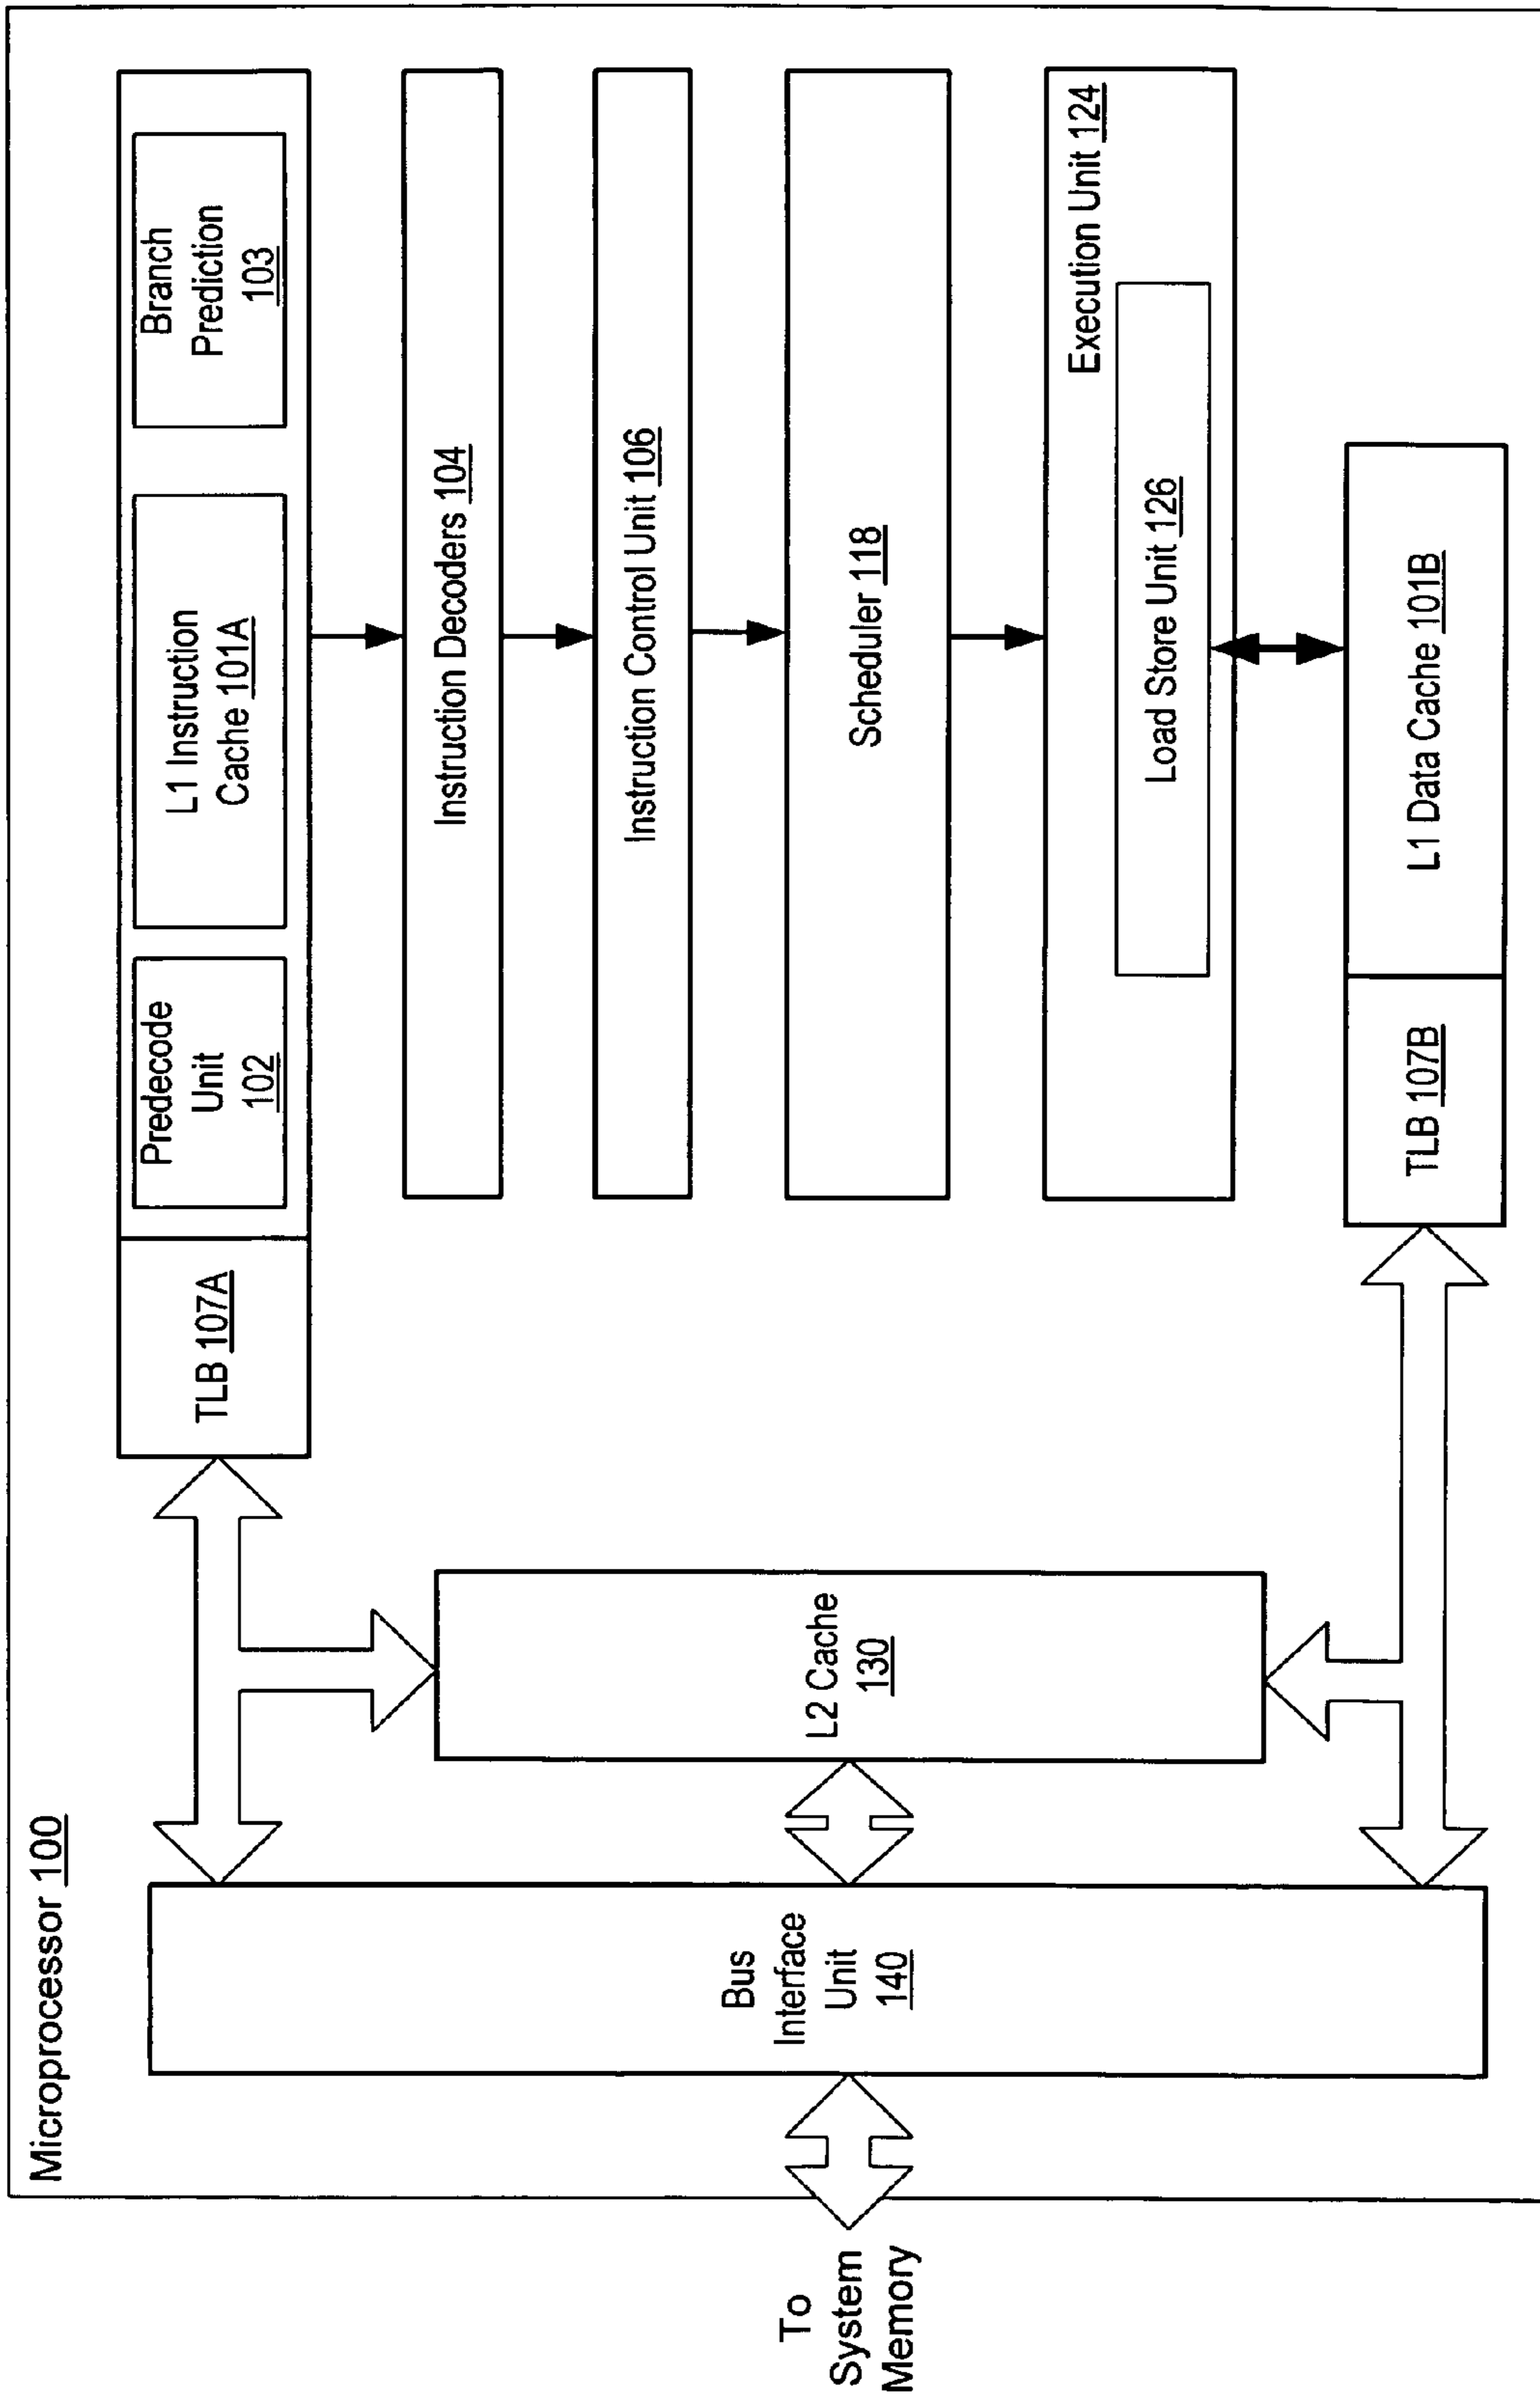 Microprocessor 100
TLB 107A
Predecode
Unit
102
L1 Instruction
Cache 101A
Branch
Prediction
103
Instruction Decoders 104
Instruction Control Unit 106
Scheduler 118
Execution Unit 124
Load Store Unit 126
TLB 107B
L1 Data Cache 101B
L2 Cache
130
Bus
Interface
Unit
140
To
System
Memory